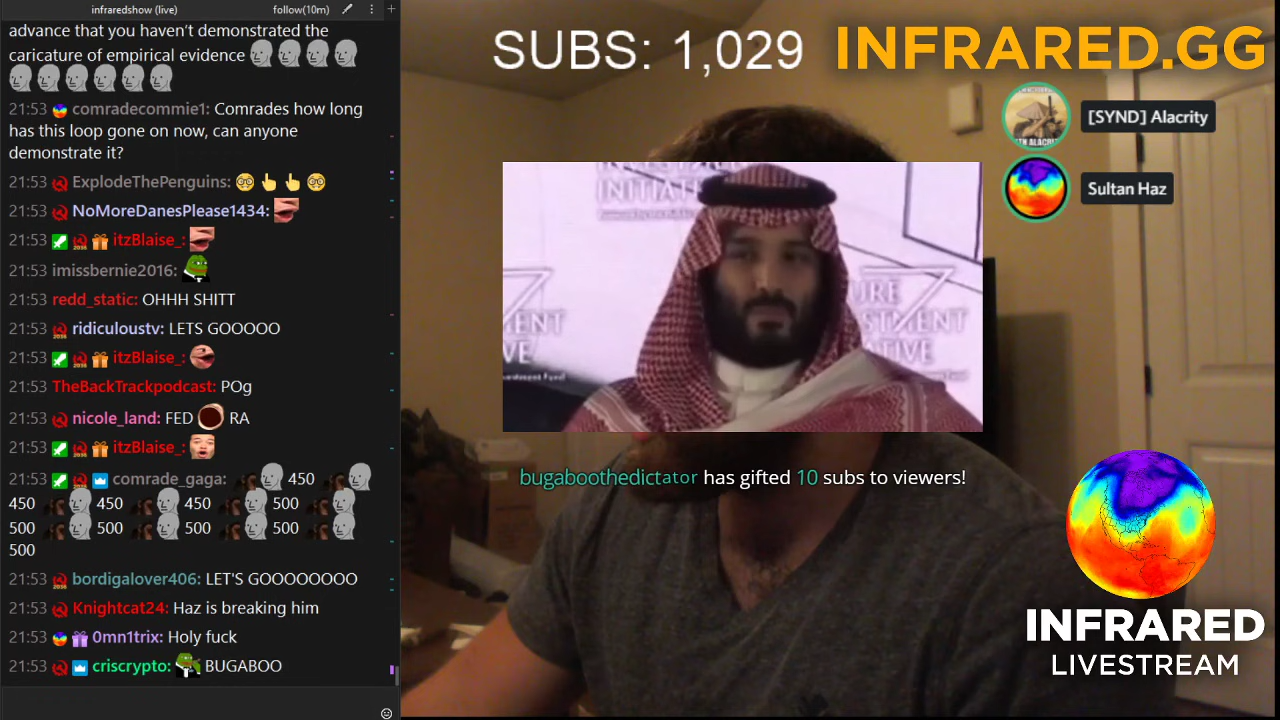 infraredshow (live)
follow(10m)
advance that you haven't demonstrated the
caricature of empirical evidence
21:53 comradecommie1: Comrades how long
has this loop gone on now, can anyone
demonstrate it?
21:53 ExplodeThePenguins:
21:53 NoMoreDanesPlease1434:
21:53 itzBlaise_:
21:53 imissbernie2016:
21:53 redd_static: OHHH SHITT
21:53 ridiculoustv: LETS GOOOOO
21:53 itzBlaise_:
21:53 TheBackTrackpodcast: POg
21:53 nicole_land: FED RA
21:53 itzBlaise_:
21:53 comrade_gaga: 450
450 450 450 500
500 500 500 500
500
21:53 bordigalover406: LET'S GOOOOOOOO
21:53 Knightcat24: Haz is breaking him
21:53 0mn1trix: Holy fuck
21:53 criscrypto: BUGABOO
SUBS: 1,029
INFRARED.GG
[SYND] Alacrity
Sultan Haz
INITIA
bugaboothedictator has gifted 10 subs to viewers!
INFRARED
LIVESTREAM